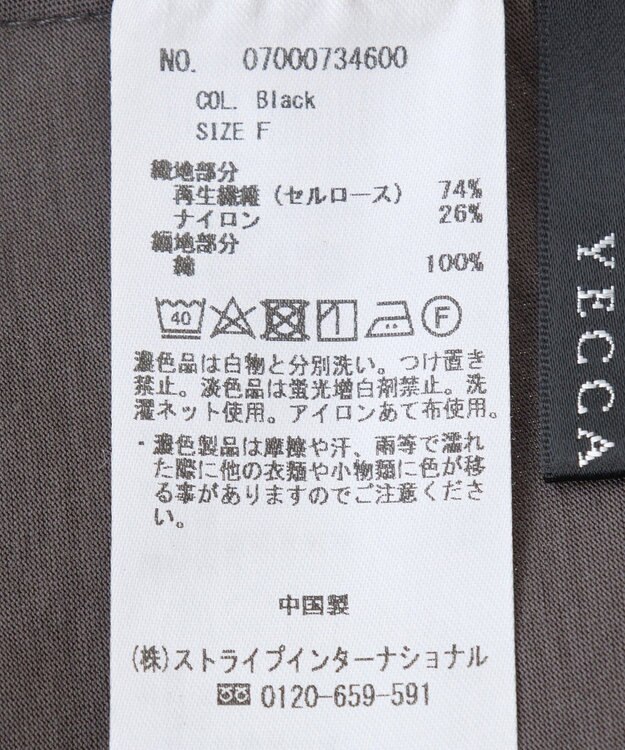 NO. 07000734600
COL. Black
SIZE F
織地部分
再生繊維（セルロース） 74%
ナイロン 26%
編地部分
綿 100%
40
F
濃色品は白物と分別洗い。つけ置き
禁止。淡色品は蛍光増白剤禁止。洗
濯ネット使用。アイロンあて布使用。
・濃色製品は摩擦や汗、雨等で濡れ
た際に他の衣類や小物類に色が移
る事がありますのでご注意くださ
い。
中国製
(株)ストライプインターナショナル
0120-659-591
YECCA